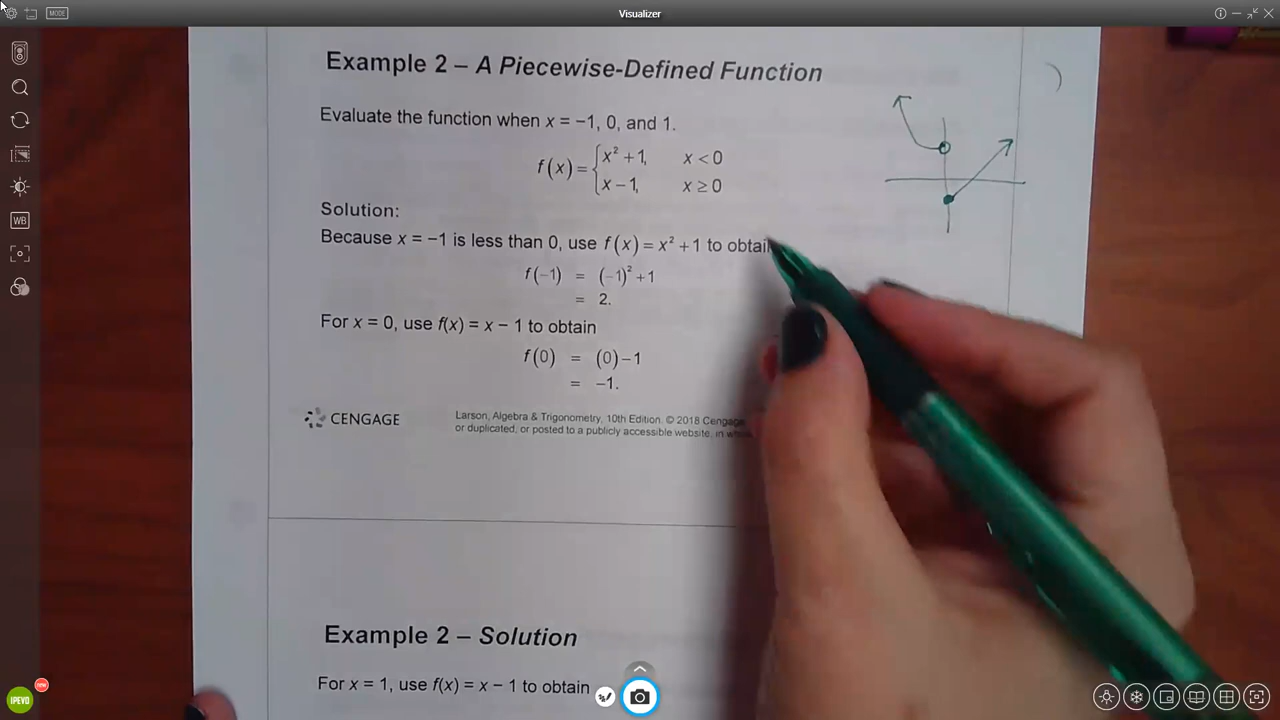 MODE
Visualizer
Example 2 – A Piecewise-Defined Function
Evaluate the function when x = −1, 0, and 1.
f(x) = { x² + 1, x < 0
x − 1, x ≥ 0
Solution:
Because x = −1 is less than 0, use f(x) = x² + 1 to obtain
f(−1) = (−1)² + 1
= 2.
For x = 0, use f(x) = x − 1 to obtain
f(0) = (0) − 1
= −1.
CENGAGE
Larson, Algebra & Trigonometry, 10th Edition. © 2018 Cengage
or duplicated, or posted to a publicly accessible website, in
Example 2 – Solution
For x = 1, use f(x) = x − 1 to obtain
WB
IPEVO
new